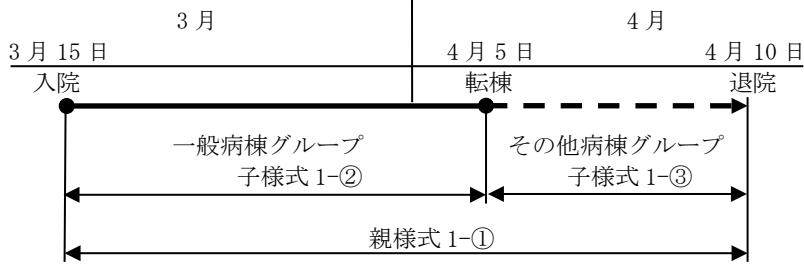 3 月 4 月
3 月 15 日 4 月 5 日 4 月 10 日
入院 転棟 退院
一般病棟グループ その他病棟グループ
子様式 1-② 子様式 1-③
親様式 1-①